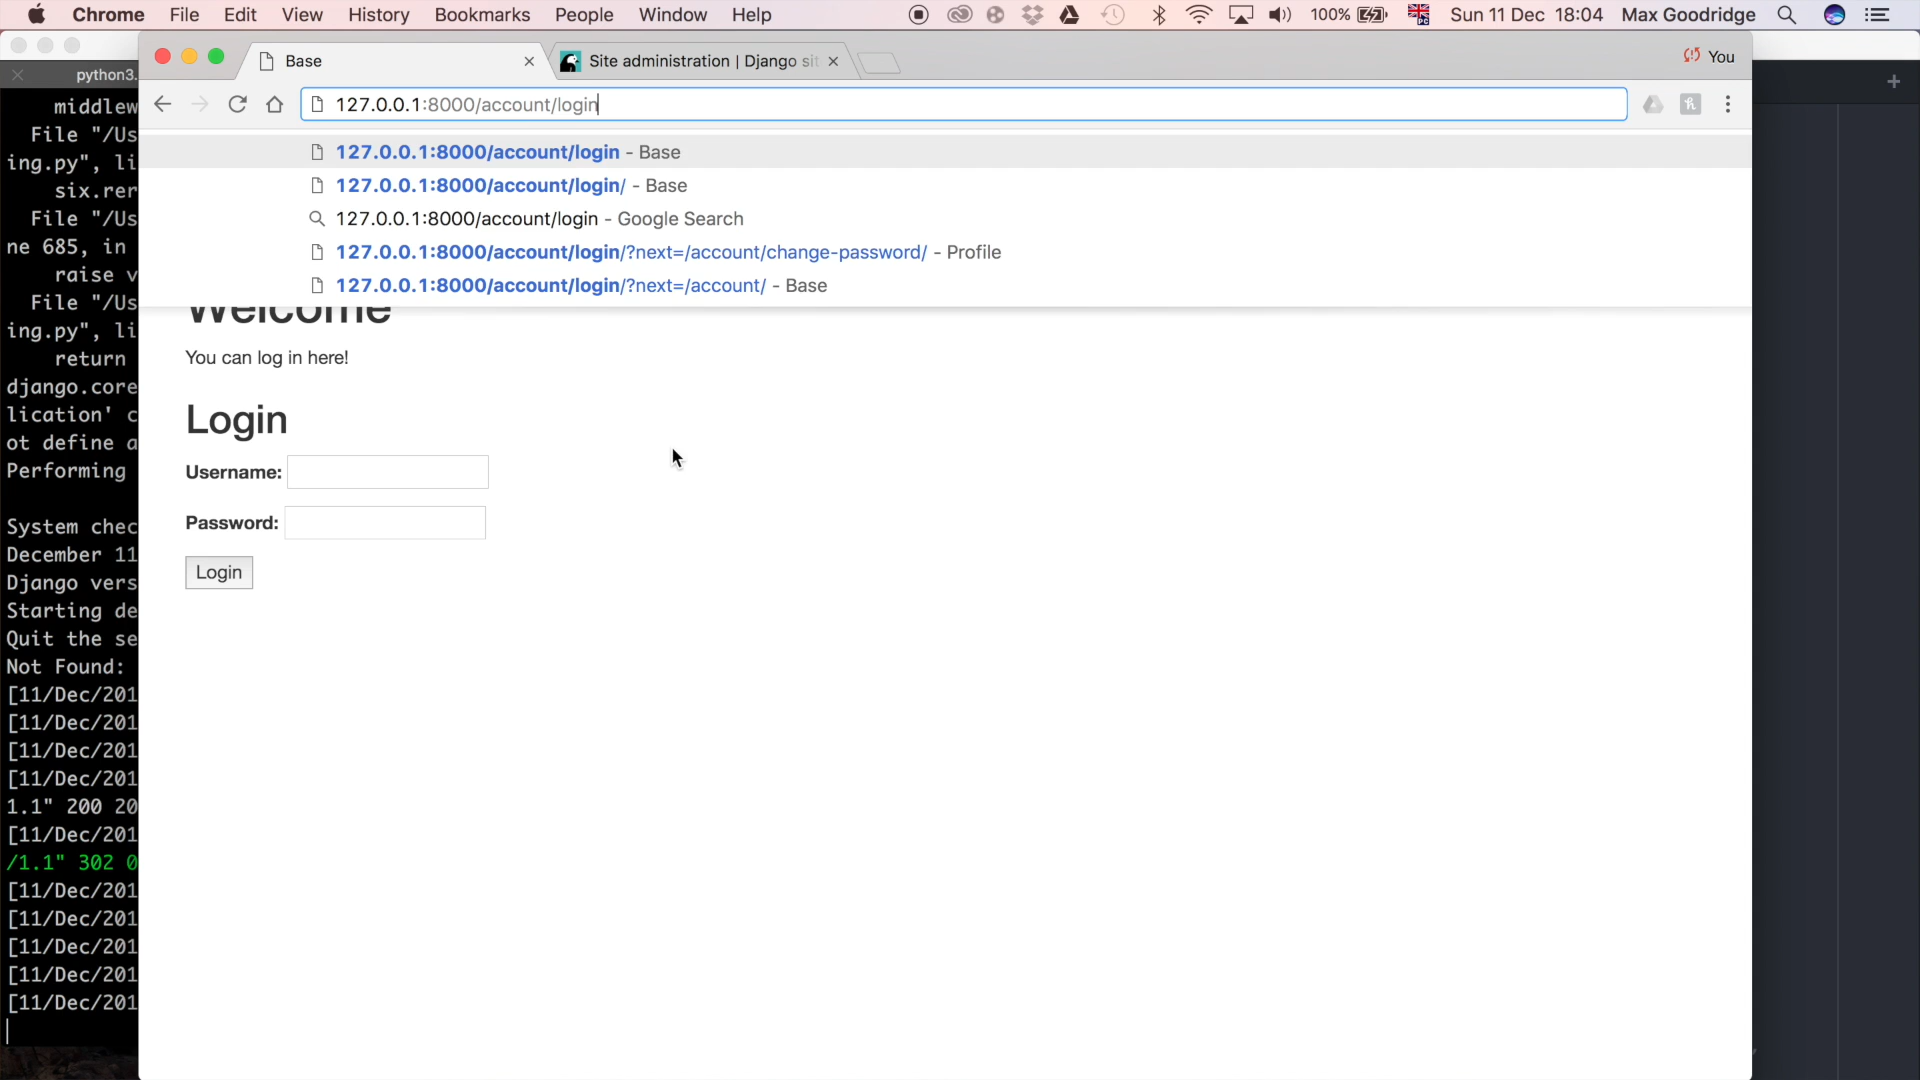 Chrome File Edit View History Bookmarks People Window Help 100% Sun 11 Dec 18:04 Max Goodridge
python3.
Base
Site administration | Django sit
You
127.0.0.1:8000/account/login
127.0.0.1:8000/account/login - Base
127.0.0.1:8000/account/login/ - Base
127.0.0.1:8000/account/login - Google Search
127.0.0.1:8000/account/login/?next=/account/change-password/ - Profile
127.0.0.1:8000/account/login/?next=/account/ - Base
Welcome
You can log in here!
Login
Username:
Password:
Login
middlew
File "/Us
ing.py", li
six.rer
File "/Us
ne 685, in
raise v
File "/Us
ing.py", li
return
django.core
lication' c
ot define a
Performing
System chec
December 11
Django vers
Starting de
Quit the se
Not Found:
[11/Dec/201
[11/Dec/201
[11/Dec/201
[11/Dec/201
1.1" 200 20
[11/Dec/201
/1.1" 302 0
[11/Dec/201
[11/Dec/201
[11/Dec/201
[11/Dec/201
[11/Dec/201